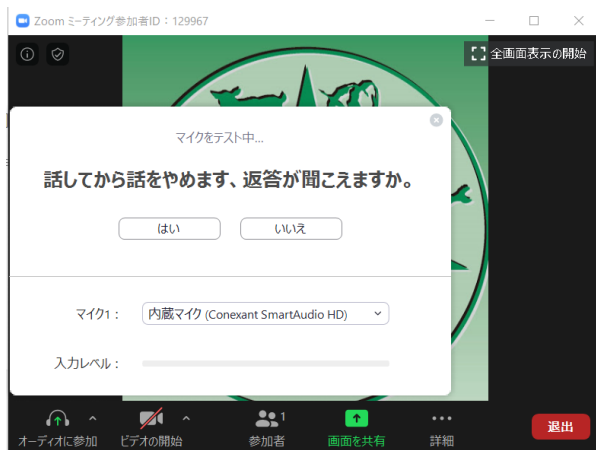 Zoom ミーティング参加者ID：129967
全画面表示の開始
マイクをテスト中...
話してから話をやめます、返答が聞こえますか。
はい いいえ
マイク1： 内蔵マイク (Conexant SmartAudio HD)
入力レベル：
オーディオに参加 ビデオの開始 1 参加者 画面を共有 詳細 退出